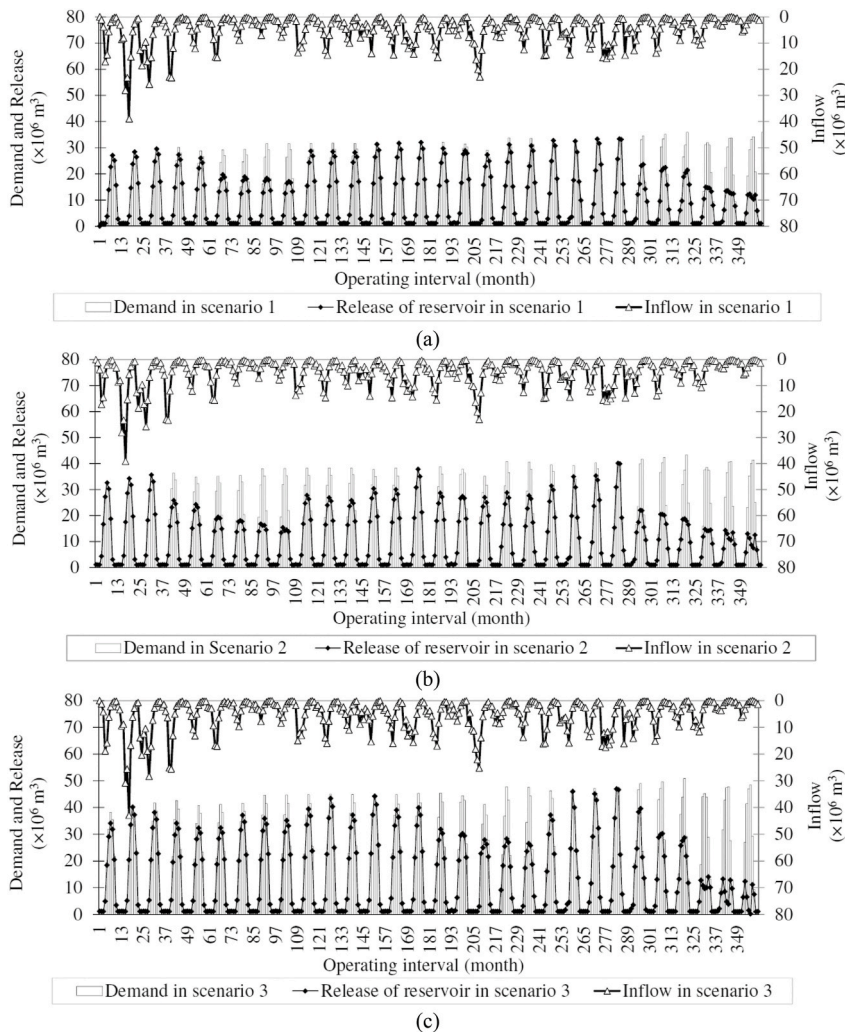 Demand and Release
(×10⁶ m³)
80
70
60
50
40
30
20
10
0
0
10
20
30
40
50
60
70
80
Inflow
(×10⁶ m³)
1 13 25 37 49 61 73 85 97 109 121 133 145 157 169 181 193 205 217 229 241 253 265 277 289 301 313 325 337 349
Operating interval (month)
Demand in scenario 1 Release of reservoir in scenario 1 Inflow in scenario 1
(a)
Demand and Release
(×10⁶ m³)
80
70
60
50
40
30
20
10
0
0
10
20
30
40
50
60
70
80
Inflow
(×10⁶ m³)
1 13 25 37 49 61 73 85 97 109 121 133 145 157 169 181 193 205 217 229 241 253 265 277 289 301 313 325 337 349
Operating interval (month)
Demand in Scenario 2 Release of reservoir in scenario 2 Inflow in scenario 2
(b)
Demand and Release
(×10⁶ m³)
80
70
60
50
40
30
20
10
0
0
10
20
30
40
50
60
70
80
Inflow
(×10⁶ m³)
1 13 25 37 49 61 73 85 97 109 121 133 145 157 169 181 193 205 217 229 241 253 265 277 289 301 313 325 337 349
Operating interval (month)
Demand in scenario 3 Release of reservoir in scenario 3 Inflow in scenario 3
(c)